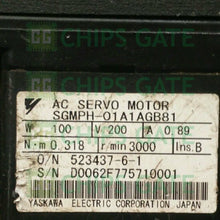 CHIPS GATE
AC SERVO MOTOR
SGMPH-01A1AGB81
W 100 V 200 A 0.89
N·m 0.318 r/min 3000 Ins. B
O/N 523437-6-1
S/N D0062F775710001
YASKAWA ELECTRIC CORPORATION JAPAN